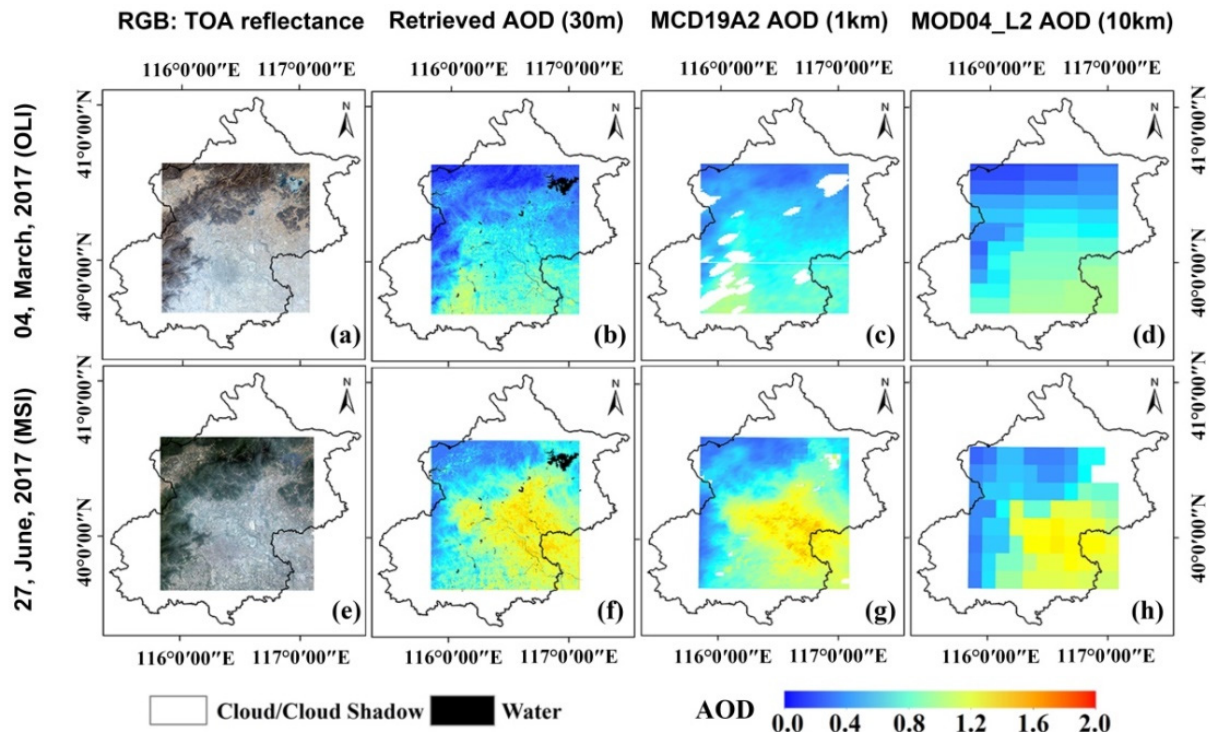 RGB: TOA reflectance Retrieved AOD (30m) MCD19A2 AOD (1km) MOD04_L2 AOD (10km)
116°0′00″E 117°0′00″E 116°0′00″E 117°0′00″E 116°0′00″E 117°0′00″E 116°0′00″E 117°0′00″E
04, March, 2017 (OLI)
41°0′00″N
40°0′00″N
N
(a)
N
(b)
N
(c)
N
(d)
41°0′00″N
40°0′00″N
27, June, 2017 (MSI)
41°0′00″N
40°0′00″N
N
(e)
N
(f)
N
(g)
N
(h)
41°0′00″N
40°0′00″N
116°0′00″E 117°0′00″E 116°0′00″E 117°0′00″E 116°0′00″E 117°0′00″E 116°0′00″E 117°0′00″E
Cloud/Cloud Shadow Water AOD
0.0 0.4 0.8 1.2 1.6 2.0